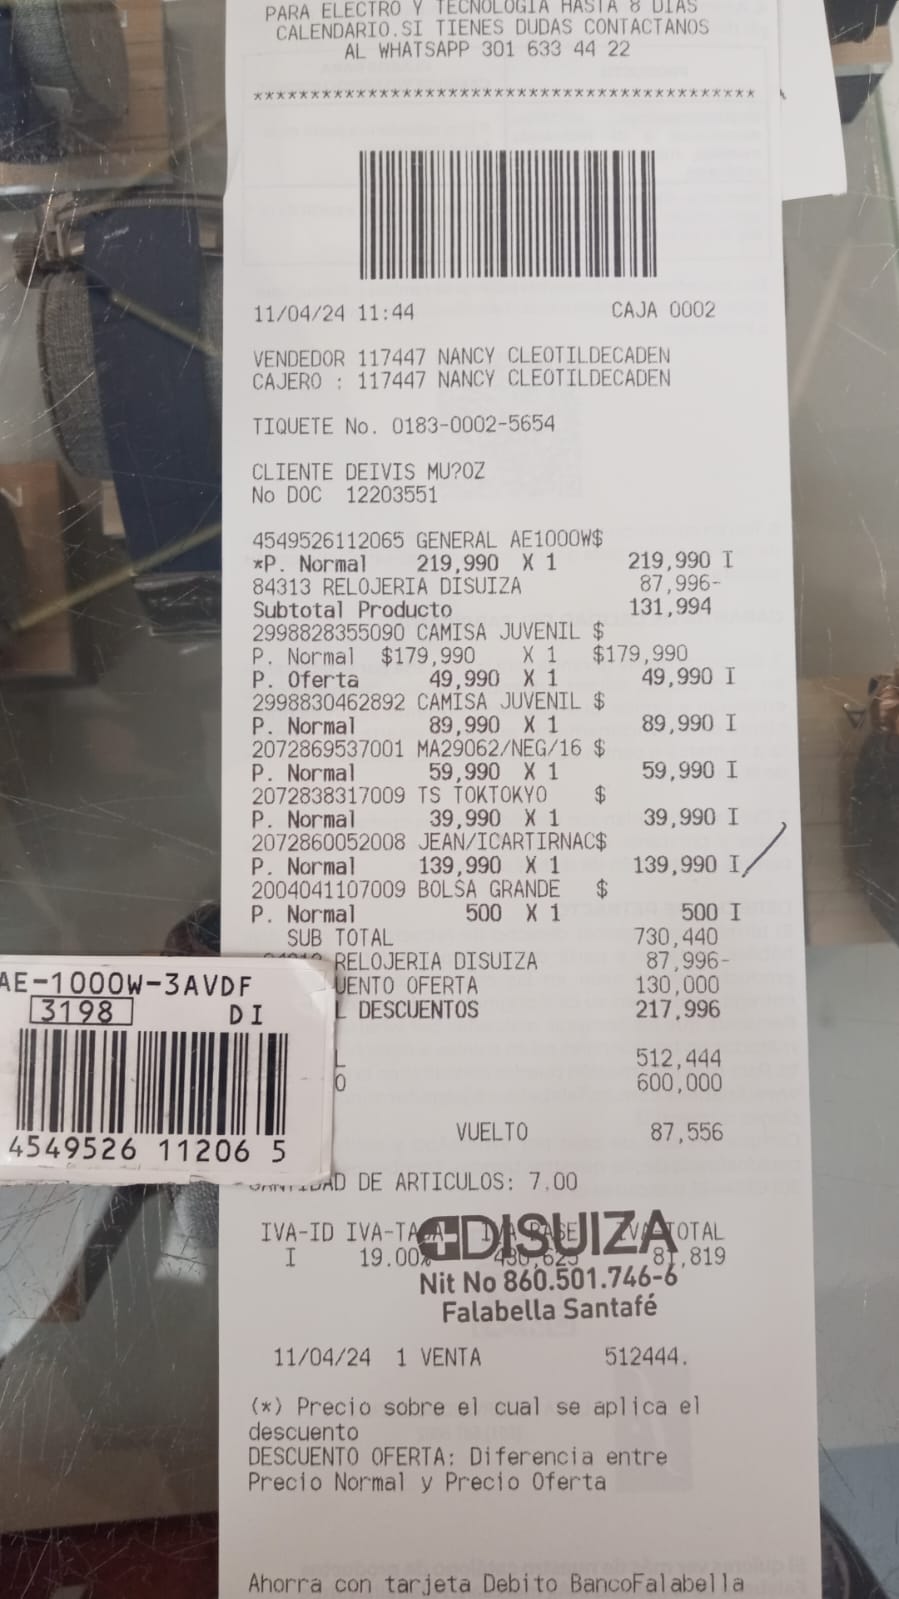 PARA ELECTRO Y TECNOLOGIA HASTA 8 DIAS
CALENDARIO.SI TIENES DUDAS CONTACTANOS
AL WHATSAPP 301 633 44 22
********************************************
11/04/24 11:44 CAJA 0002
VENDEDOR 117447 NANCY CLEOTILDECADEN
CAJERO : 117447 NANCY CLEOTILDECADEN
TIQUETE No. 0183-0002-5654
CLIENTE DEIVIS MU?OZ
No DOC 12203551
4549526112065 GENERAL AE1000W$
*P. Normal 219,990 X 1 219,990 I
84313 RELOJERIA DISUIZA 87,996-
Subtotal Producto 131,994
2998828355090 CAMISA JUVENIL $
P. Normal $179,990 X 1 $179,990
P. Oferta 49,990 X 1 49,990 I
2998830462892 CAMISA JUVENIL $
P. Normal 89,990 X 1 89,990 I
2072869537001 MA29062/NEG/16 $
P. Normal 59,990 X 1 59,990 I
2072838317009 TS TOKTOKYO $
P. Normal 39,990 X 1 39,990 I
2072860052008 JEAN/ICARTIRNAC$
P. Normal 139,990 X 1 139,990 I
2004041107009 BOLSA GRANDE $
P. Normal 500 X 1 500 I
SUB TOTAL 730,440
RELOJERIA DISUIZA 87,996-
UENTO OFERTA 130,000
L DESCUENTOS 217,996
L 512,444
O 600,000
VUELTO 87,556
AE-1000W-3AVDF
3198 DI
4549526 11206 5
DAD DE ARTICULOS: 7.00
IVA-ID IVA-TASA IVA-BASE IVA-TOTAL
I 19.00% 430,625 81,819
DISUIZA
Nit No 860.501.746-6
Falabella Santafé
11/04/24 1 VENTA 512444.
(*) Precio sobre el cual se aplica el
descuento
DESCUENTO OFERTA: Diferencia entre
Precio Normal y Precio Oferta
Ahorra con tarjeta Debito BancoFalabella